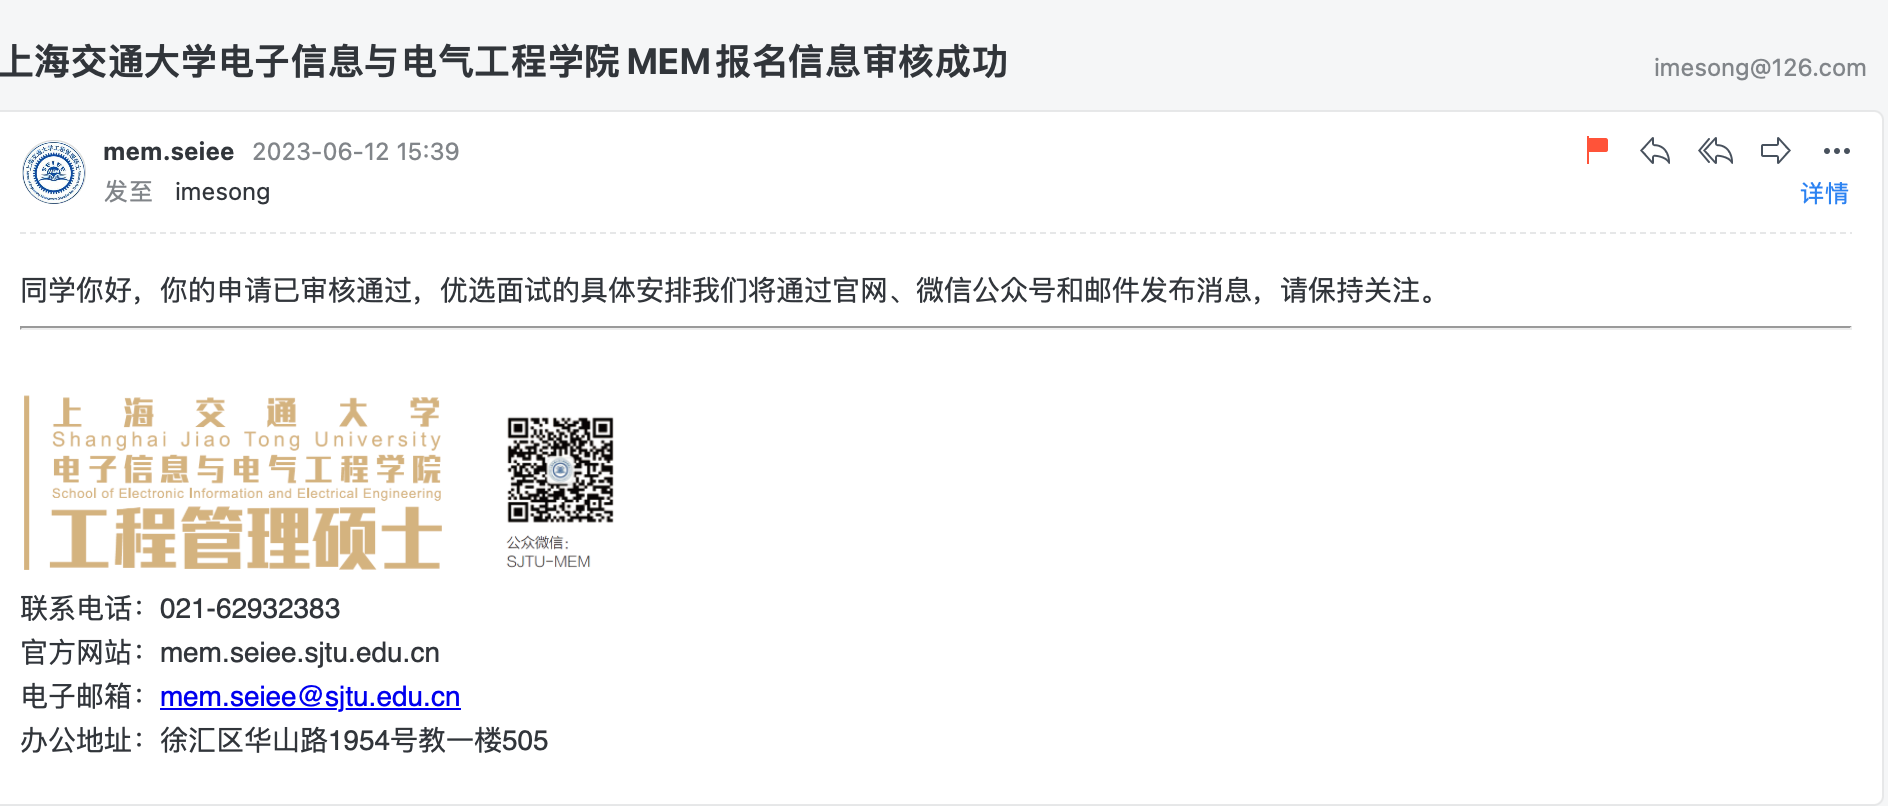 上海交通大学电子信息与电气工程学院MEM报名信息审核成功
imesong@126.com
mem.seiee 2023-06-12 15:39
发至 imesong
详情
同学你好，你的申请已审核通过，优选面试的具体安排我们将通过官网、微信公众号和邮件发布消息，请保持关注。
上海交通大学
Shanghai Jiao Tong University
电子信息与电气工程学院
School of Electronic Information and Electrical Engineering
工程管理硕士
公众微信：
SJTU-MEM
联系电话：021-62932383
官方网站：mem.seiee.sjtu.edu.cn
电子邮箱：mem.seiee@sjtu.edu.cn
办公地址：徐汇区华山路1954号教一楼505